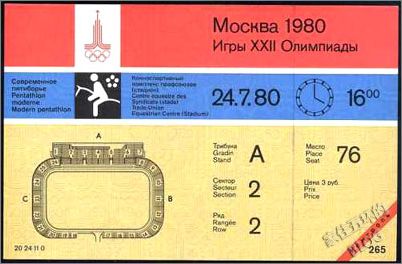 Москва 1980
Игры XXII Олимпиады
Современное
пятиборье
Pentathlon
moderne
Modern pentathlon
Конноспортивный
комплекс профсоюзов
(стадион)
Centre équestre des
Syndicats (stade)
Trade Union
Equestrian Centre (Stadium)
24.7.80
16 00
A
B
C
Трибуна
Gradin
Stand
A
Место
Place
Seat
76
Сектор
Secteur
Section
2
Цена 3 руб.
Prix
Price
Ряд
Rangée
Row
2
20 24 11 0
265